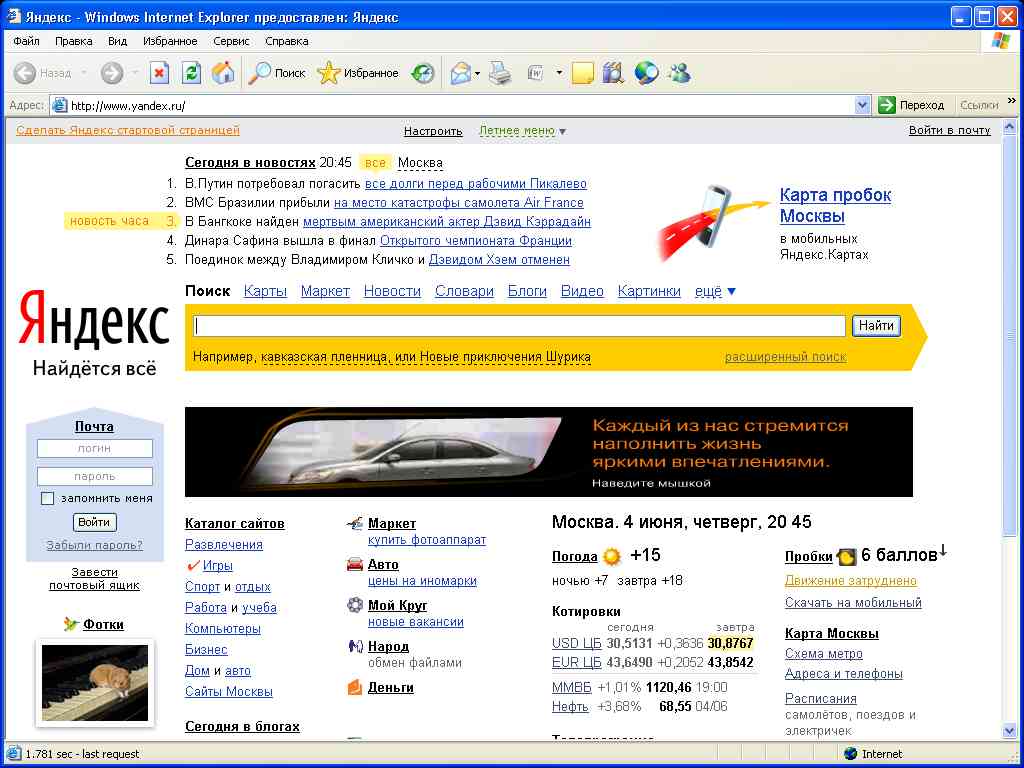 Яндекс - Windows Internet Explorer предоставлен: Яндекс
Файл Правка Вид Избранное Сервис Справка
Назад Поиск Избранное
Адрес: http://www.yandex.ru/ Переход Ссылки »
Сделать Яндекс стартовой страницей Настроить Летнее меню ▼ Войти в почту
Сегодня в новостях 20:45 все Москва
1. В.Путин потребовал погасить все долги перед рабочими Пикалево
2. ВМС Бразилии прибыли на место катастрофы самолета Air France
новость часа 3. В Бангкоке найден мертвым американский актер Дэвид Кэррадайн
4. Динара Сафина вышла в финал Открытого чемпионата Франции
5. Поединок между Владимиром Кличко и Дэвидом Хэем отменен
Карта пробок
Москвы
в мобильных
Яндекс.Картах
Поиск Карты Маркет Новости Словари Блоги Видео Картинки ещё ▼
Яндекс
Найдётся всё
Найти
Например, кавказская пленница, или Новые приключения Шурика расширенный поиск
Почта
логин
пароль
запомнить меня
Войти
Забыли пароль?
Завести
почтовый ящик
Фотки
Каждый из нас стремится
наполнить жизнь
яркими впечатлениями.
Наведите мышкой
Каталог сайтов
Развлечения
Игры
Спорт и отдых
Работа и учеба
Компьютеры
Бизнес
Дом и авто
Сайты Москвы
Сегодня в блогах
Маркет
купить фотоаппарат
Авто
цены на иномарки
Мой Круг
новые вакансии
Народ
обмен файлами
Деньги
Москва. 4 июня, четверг, 20 45
Погода +15
ночью +7 завтра +18
Котировки
сегодня завтра
USD ЦБ 30,5131 +0,3636 30,8767
EUR ЦБ 43,6490 +0,2052 43,8542
ММВБ +1,01% 1120,46 19:00
Нефть +3,68% 68,55 04/06
Пробки 6 баллов↓
Движение затруднено
Скачать на мобильный
Карта Москвы
Схема метро
Адреса и телефоны
Расписания
самолётов, поездов и
электричек
1.781 sec - last request Internet